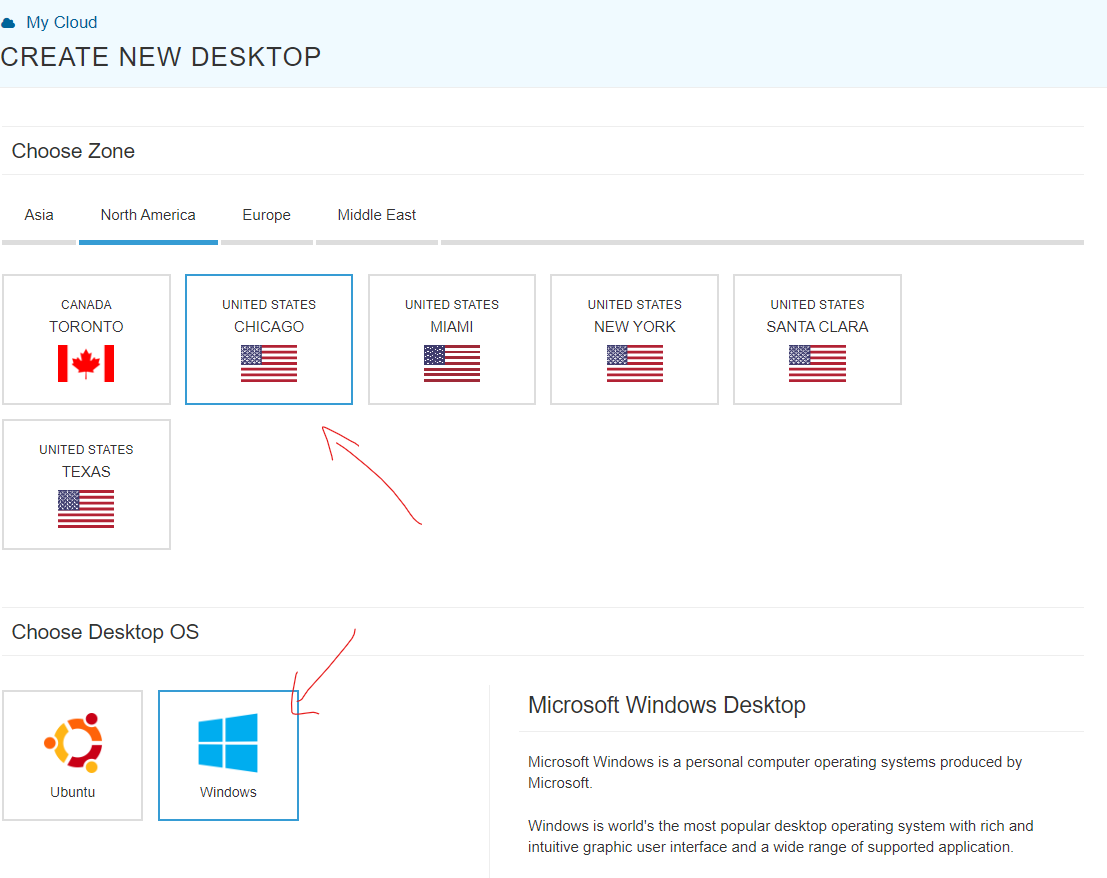 My Cloud
CREATE NEW DESKTOP
Choose Zone
Asia
North America
Europe
Middle East
CANADA
TORONTO
UNITED STATES
CHICAGO
UNITED STATES
MIAMI
UNITED STATES
NEW YORK
UNITED STATES
SANTA CLARA
UNITED STATES
TEXAS
Choose Desktop OS
Ubuntu
Windows
Microsoft Windows Desktop
Microsoft Windows is a personal computer operating systems produced by
Microsoft.
Windows is world's the most popular desktop operating system with rich and
intuitive graphic user interface and a wide range of supported application.